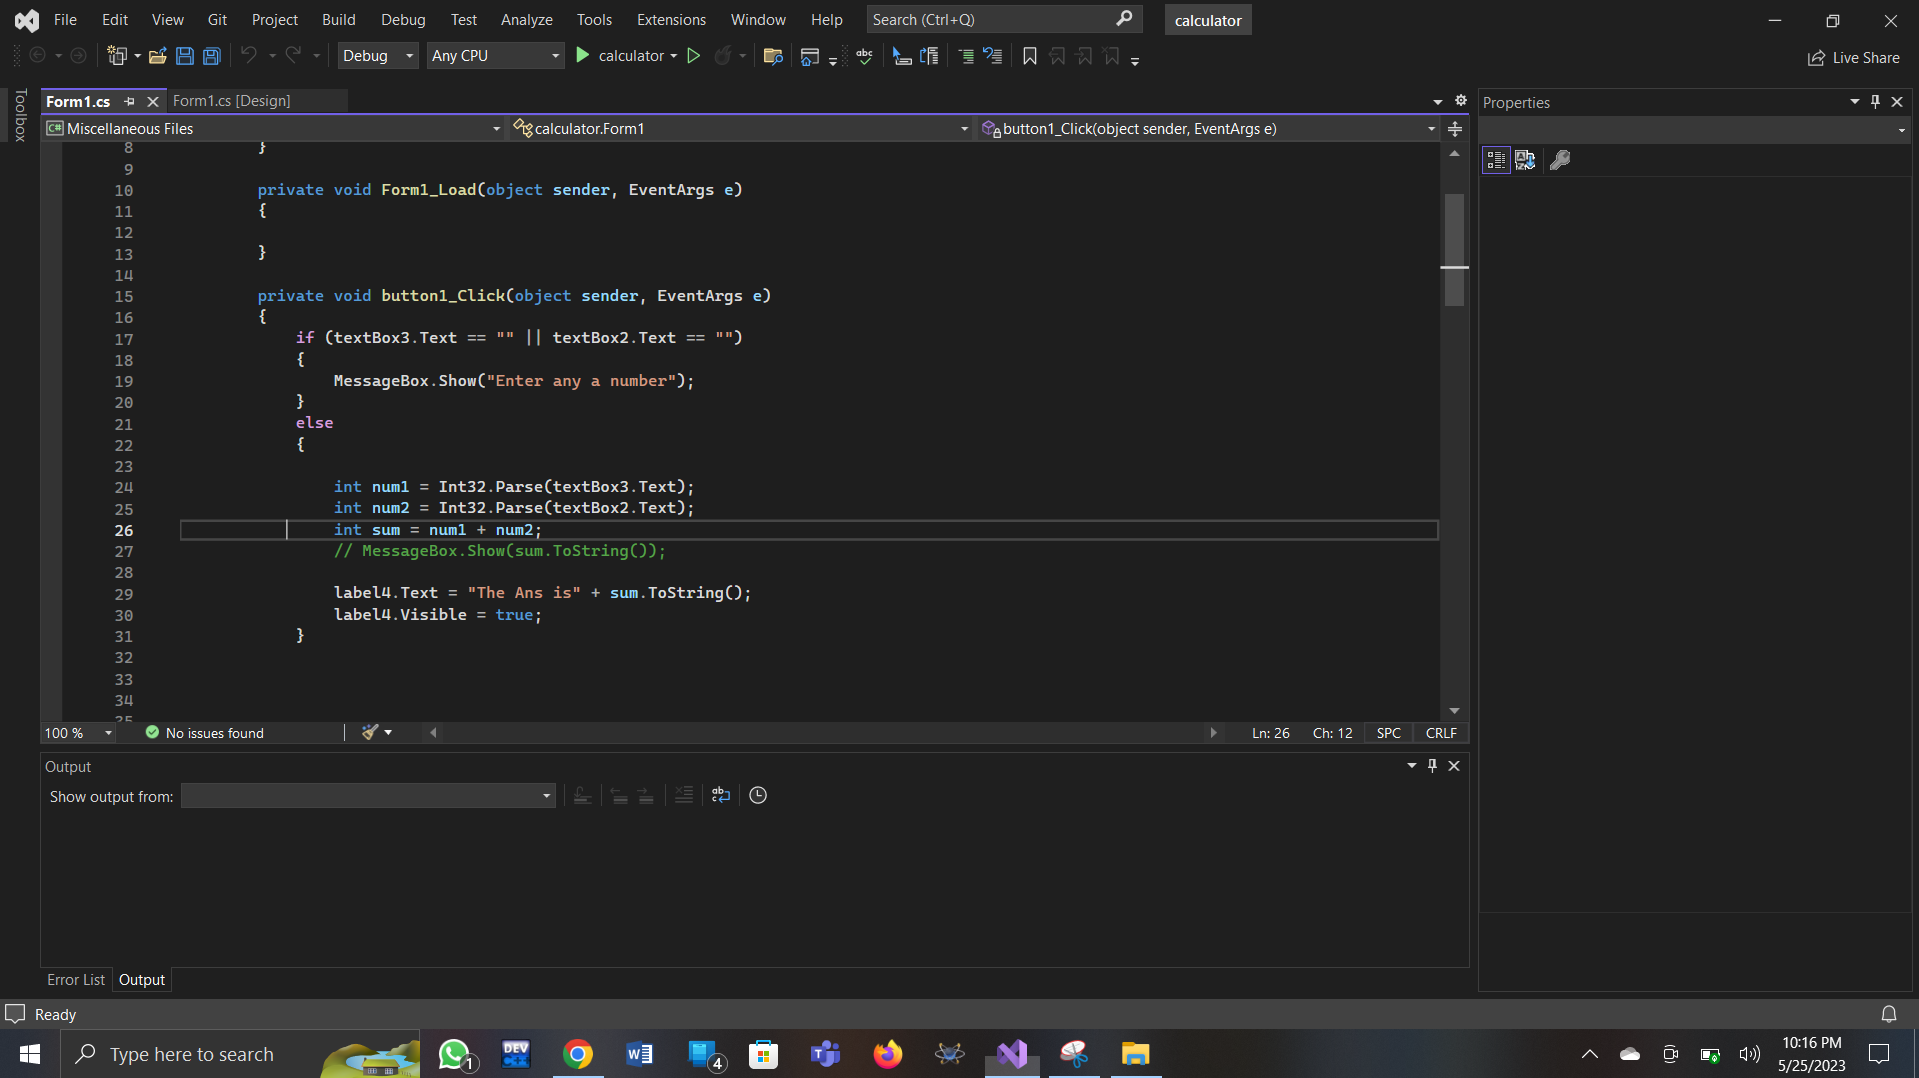 File Edit View Git Project Build Debug Test Analyze Tools Extensions Window Help Search (Ctrl+Q) calculator
Debug Any CPU calculator Live Share
Toolbox
Form1.cs Form1.cs [Design]
Properties
C# Miscellaneous Files calculator.Form1 button1_Click(object sender, EventArgs e)
8 }
9
10 private void Form1_Load(object sender, EventArgs e)
11 {
12
13 }
14
15 private void button1_Click(object sender, EventArgs e)
16 {
17 if (textBox3.Text == "" || textBox2.Text == "")
18 {
19 MessageBox.Show("Enter any a number");
20 }
21 else
22 {
23
24 int num1 = Int32.Parse(textBox3.Text);
25 int num2 = Int32.Parse(textBox2.Text);
26 int sum = num1 + num2;
27 // MessageBox.Show(sum.ToString());
28
29 label4.Text = "The Ans is" + sum.ToString();
30 label4.Visible = true;
31 }
32
33
34
35
100 % No issues found Ln: 26 Ch: 12 SPC CRLF
Output
Show output from:
Error List Output
Ready
Type here to search
1
DEV
4
10:16 PM
5/25/2023